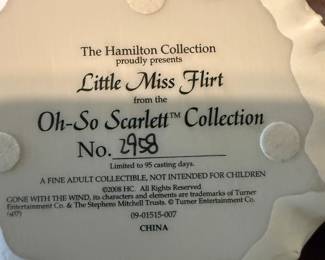 The Hamilton Collection
proudly presents
Little Miss Flirt
from the
Oh-So Scarlett™ Collection
No. 2958
Limited to 95 casting days.
A FINE ADULT COLLECTIBLE, NOT INTENDED FOR CHILDREN
©2008 HC. All Rights Reserved
GONE WITH THE WIND, its characters and elements are trademarks of Turner
Entertainment Co. & The Stephens Mitchell Trusts. © Turner Entertainment Co.
(s07)
09-01515-007
CHINA